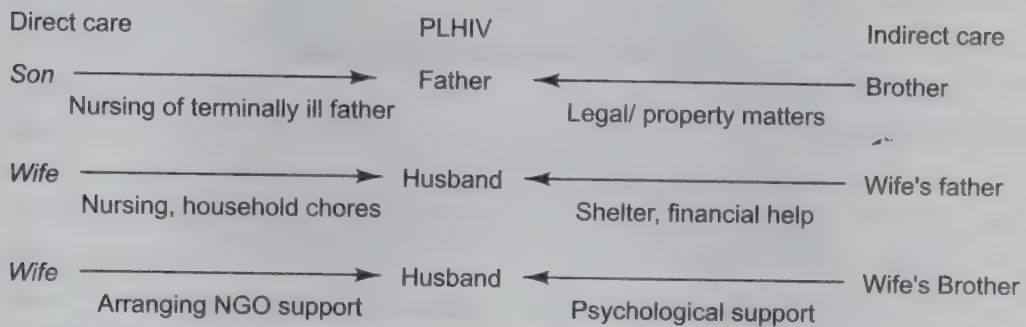 Direct care PLHIV Indirect care
Son Father Brother
Nursing of terminally ill father Legal/ property matters
Wife Husband Wife's father
Nursing, household chores Shelter, financial help
Wife Husband Wife's Brother
Arranging NGO support Psychological support